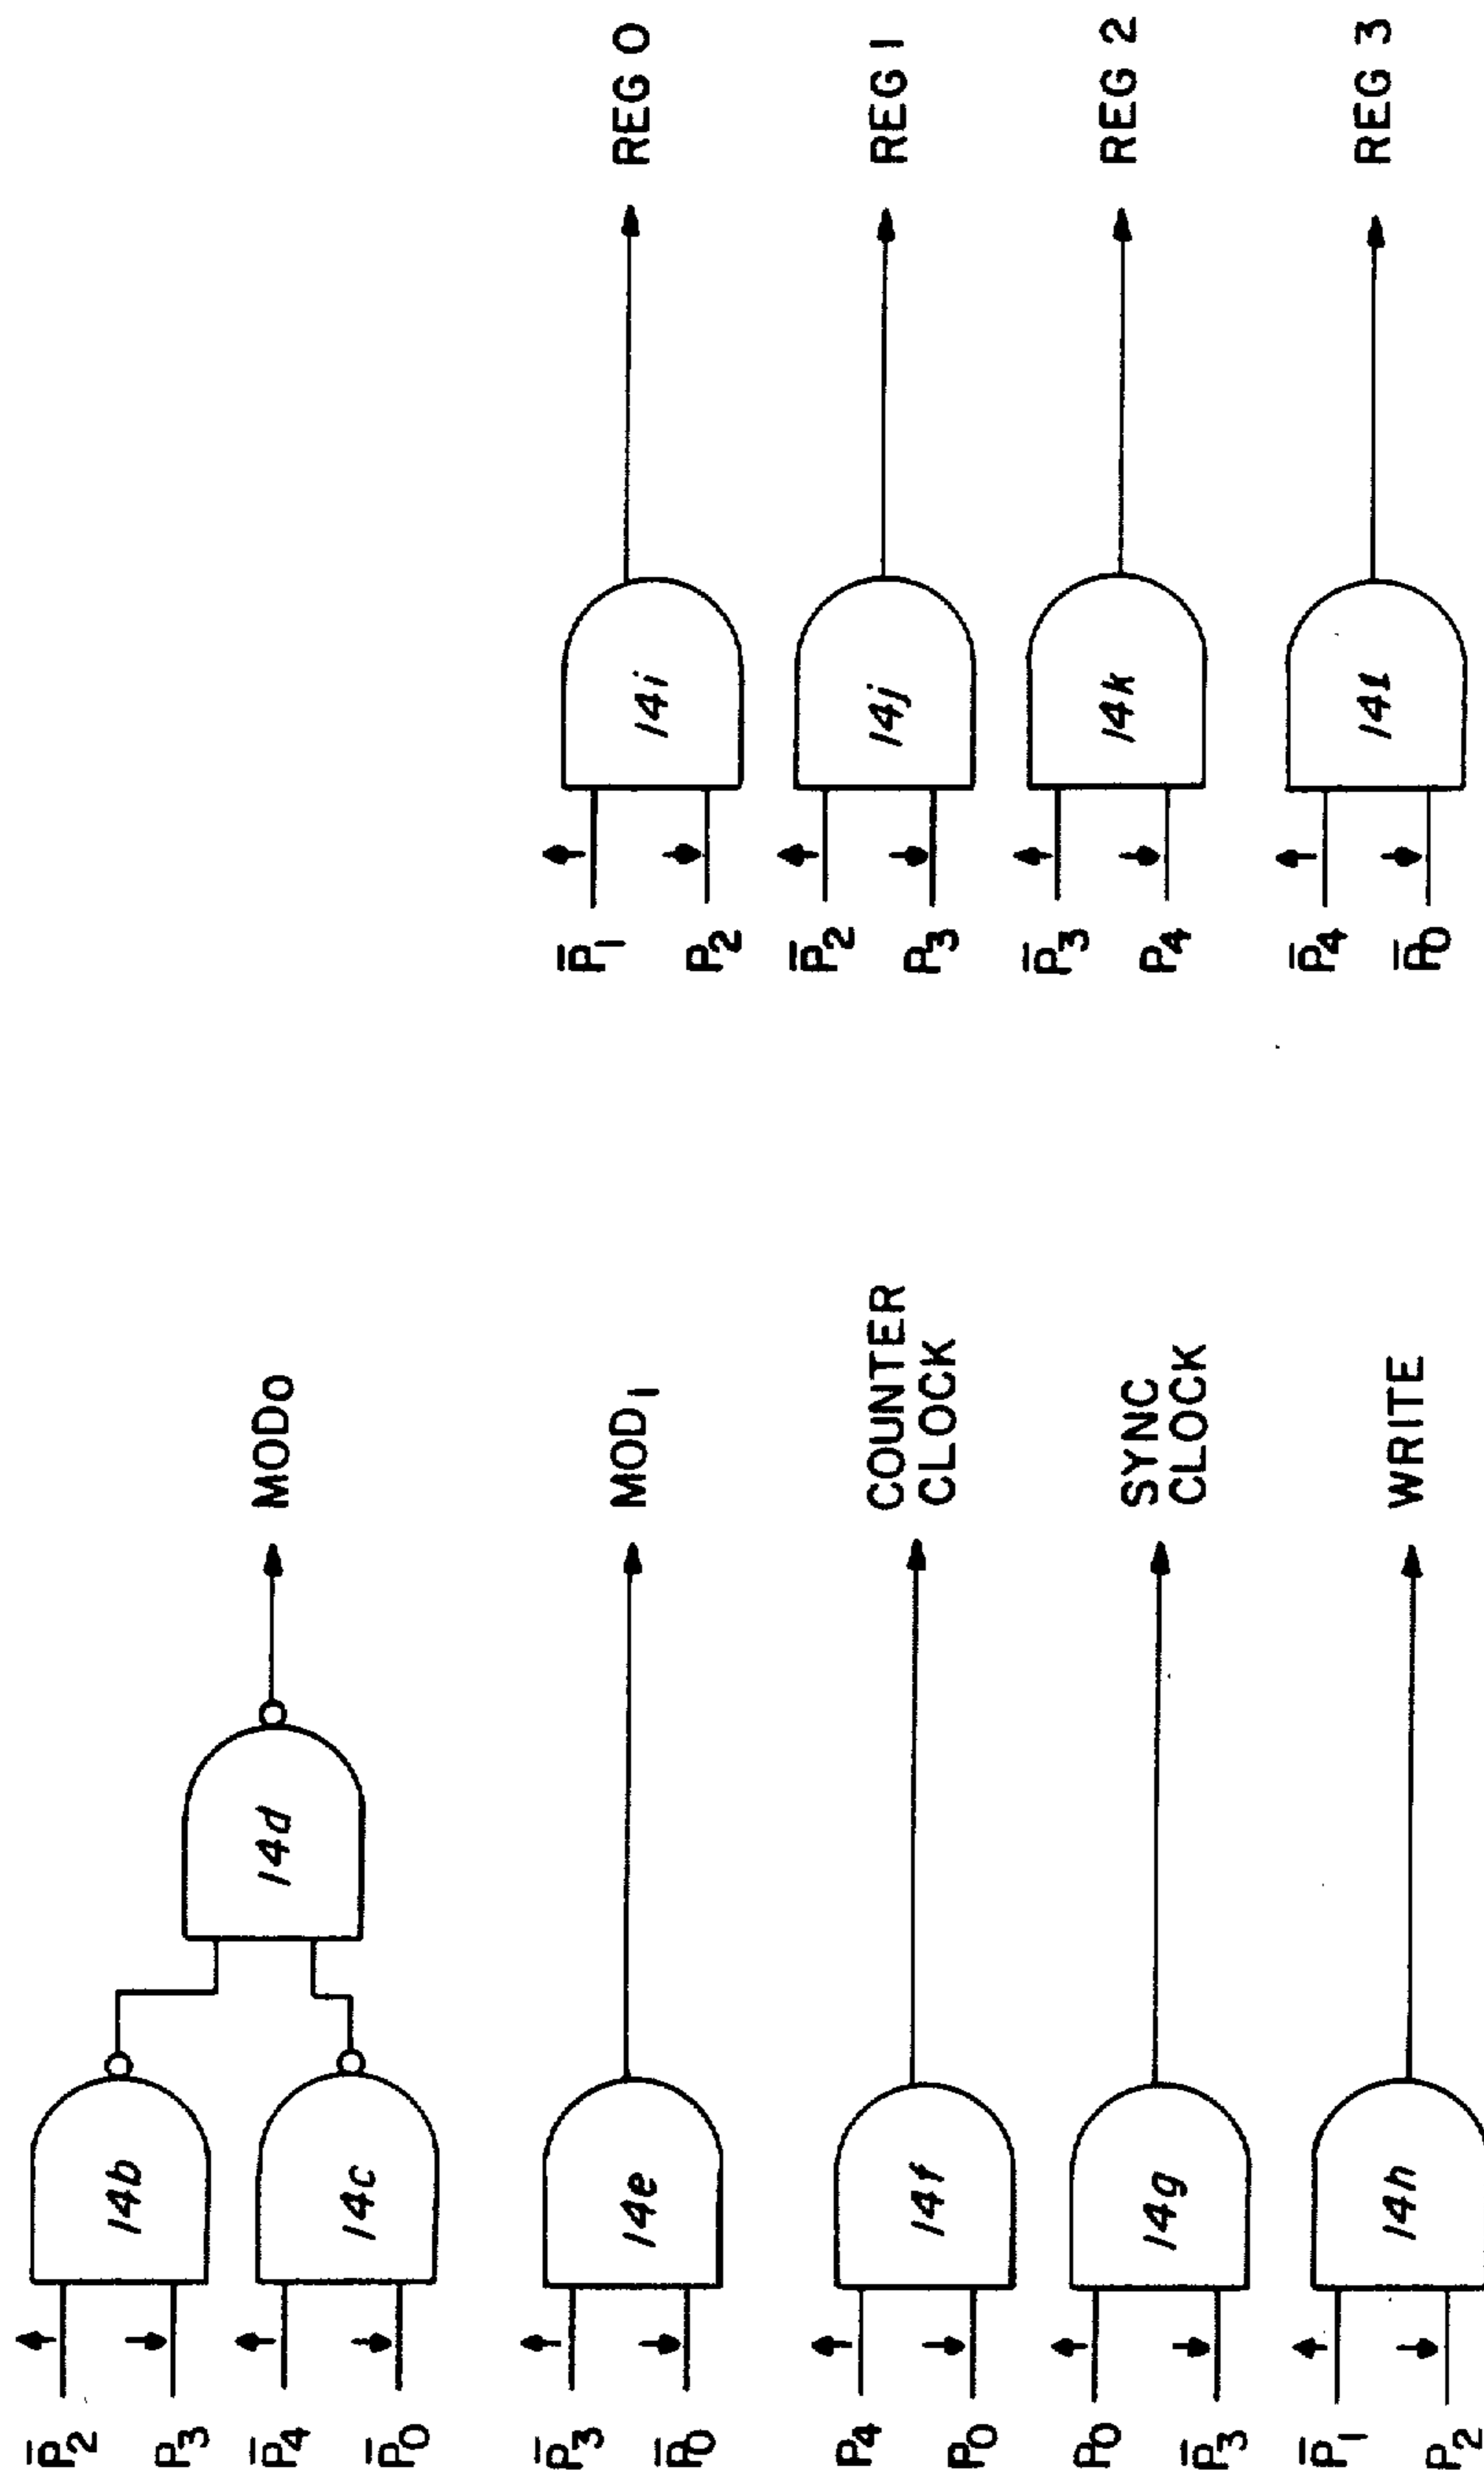 P̄2
P3
14b
P̄4
P̄0
14c
14d
MOD0
P̄3
P̄0
14e
MOD1
P4
P0
14f
COUNTER
CLOCK
P0
P̄3
14g
SYNC
CLOCK
P̄1
P2
14h
WRITE
P̄1
P2
14i
REG 0
P̄2
P3
14j
REG 1
P̄3
P4
14k
REG 2
P̄4
P̄0
14l
REG 3